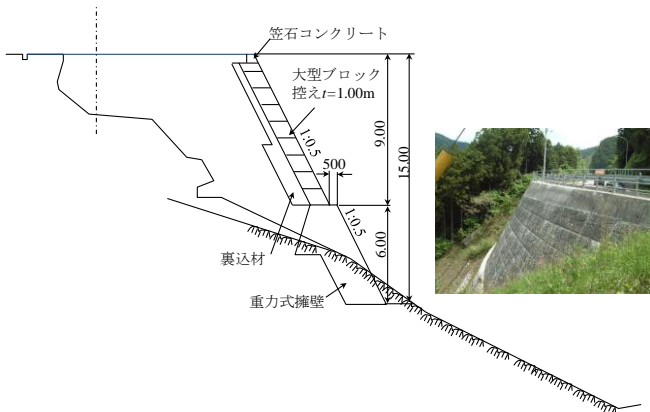 笠石コンクリート
大型ブロック
控えt=1.00m
1:0.5
500
9.00
15.00
1:0.5
6.00
裏込材
重力式擁壁